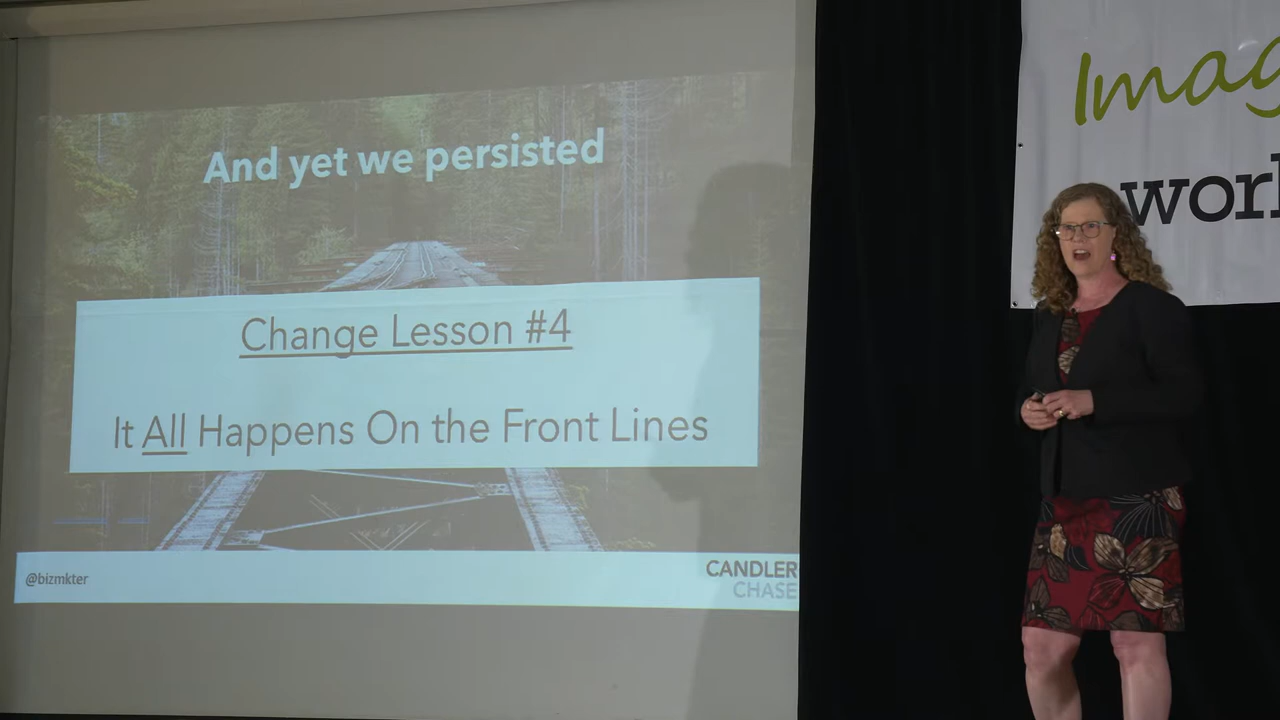 And yet we persisted
Change Lesson #4
It All Happens On the Front Lines
@bizmkter
CANDLER
CHASE
Imag
work